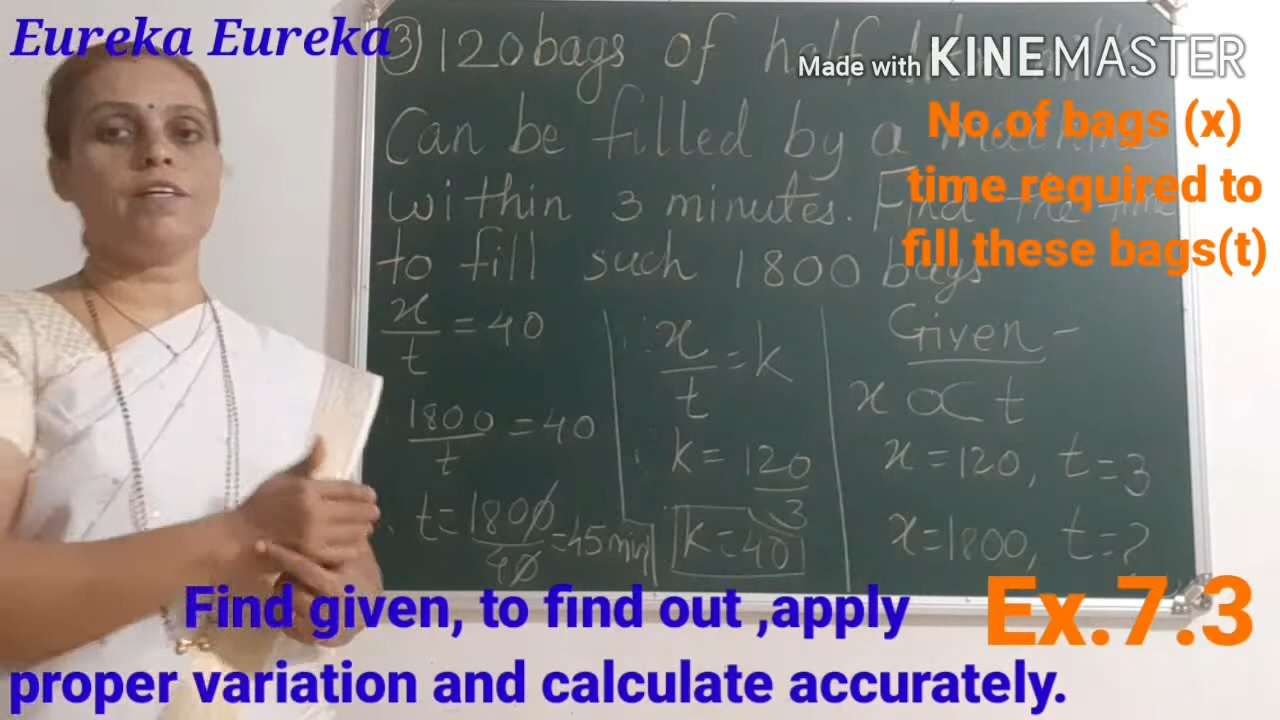 Eureka Eureka
Made with KINEMASTER
③ 120 bags of half
Can be filled by a
within 3 minutes. Find the time
to fill such 1800 bags
No.of bags (x)
time required to
fill these bags(t)
x/t = 40
1800/t = 40
t = 1800/40 = 45 min
x/t = k
k = 120/3
k = 40
Given -
x ∝ t
x = 120, t = 3
x = 1800, t = ?
Find given, to find out ,apply
proper variation and calculate accurately.
Ex.7.3